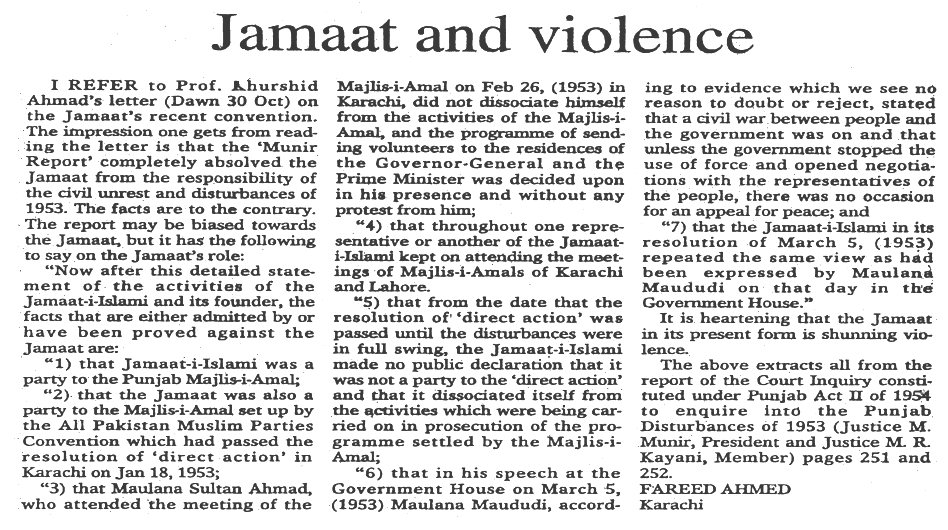 Jamaat and violence
I REFER to Prof. Khurshid
Ahmad's letter (Dawn 30 Oct) on
the Jamaat's recent convention.
The impression one gets from read-
ing the letter is that the 'Munir
Report' completely absolved the
Jamaat from the responsibility of
the civil unrest and disturbances of
1953. The facts are to the contrary.
The report may be biased towards
the Jamaat, but it has the following
to say on the Jamaat's role:
"Now after this detailed state-
ment of the activities of the
Jamaat-i-Islami and its founder, the
facts that are either admitted by or
have been proved against the
Jamaat are:
"1) that Jamaat-i-Islami was a
party to the Punjab Majlis-i-Amal;
"2) that the Jamaat was also a
party to the Majlis-i-Amal set up by
the All Pakistan Muslim Parties
Convention which had passed the
resolution of 'direct action' in
Karachi on Jan 18, 1953;
"3) that Maulana Sultan Ahmad,
who attended the meeting of the
Majlis-i-Amal on Feb 26, (1953) in
Karachi, did not dissociate himself
from the activities of the Majlis-i-
Amal, and the programme of send-
ing volunteers to the residences of
the Governor-General and the
Prime Minister was decided upon
in his presence and without any
protest from him;
"4) that throughout one repre-
sentative or another of the Jamaat-
i-Islami kept on attending the meet-
ings of Majlis-i-Amals of Karachi
and Lahore.
"5) that from the date that the
resolution of 'direct action' was
passed until the disturbances were
in full swing, the Jamaat-i-Islami
made no public declaration that it
was not a party to the 'direct action'
and that it dissociated itself from
the activities which were being car-
ried on in prosecution of the pro-
gramme settled by the Majlis-i-
Amal;
"6) that in his speech at the
Government House on March 5,
(1953) Maulana Maududi, accord-
ing to evidence which we see no
reason to doubt or reject, stated
that a civil war between people and
the government was on and that
unless the government stopped the
use of force and opened negotia-
tions with the representatives of
the people, there was no occasion
for an appeal for peace; and
"7) that the Jamaat-i-Islami in its
resolution of March 5, (1953)
repeated the same view as had
been expressed by Maulana
Maududi on that day in the
Government House."
It is heartening that the Jamaat
in its present form is shunning vio-
lence.
The above extracts all from the
report of the Court Inquiry consti-
tuted under Punjab Act II of 1954
to enquire into the Punjab
Disturbances of 1953 (Justice M.
Munir, President and Justice M. R.
Kayani, Member) pages 251 and
252.
FAREED AHMED
Karachi